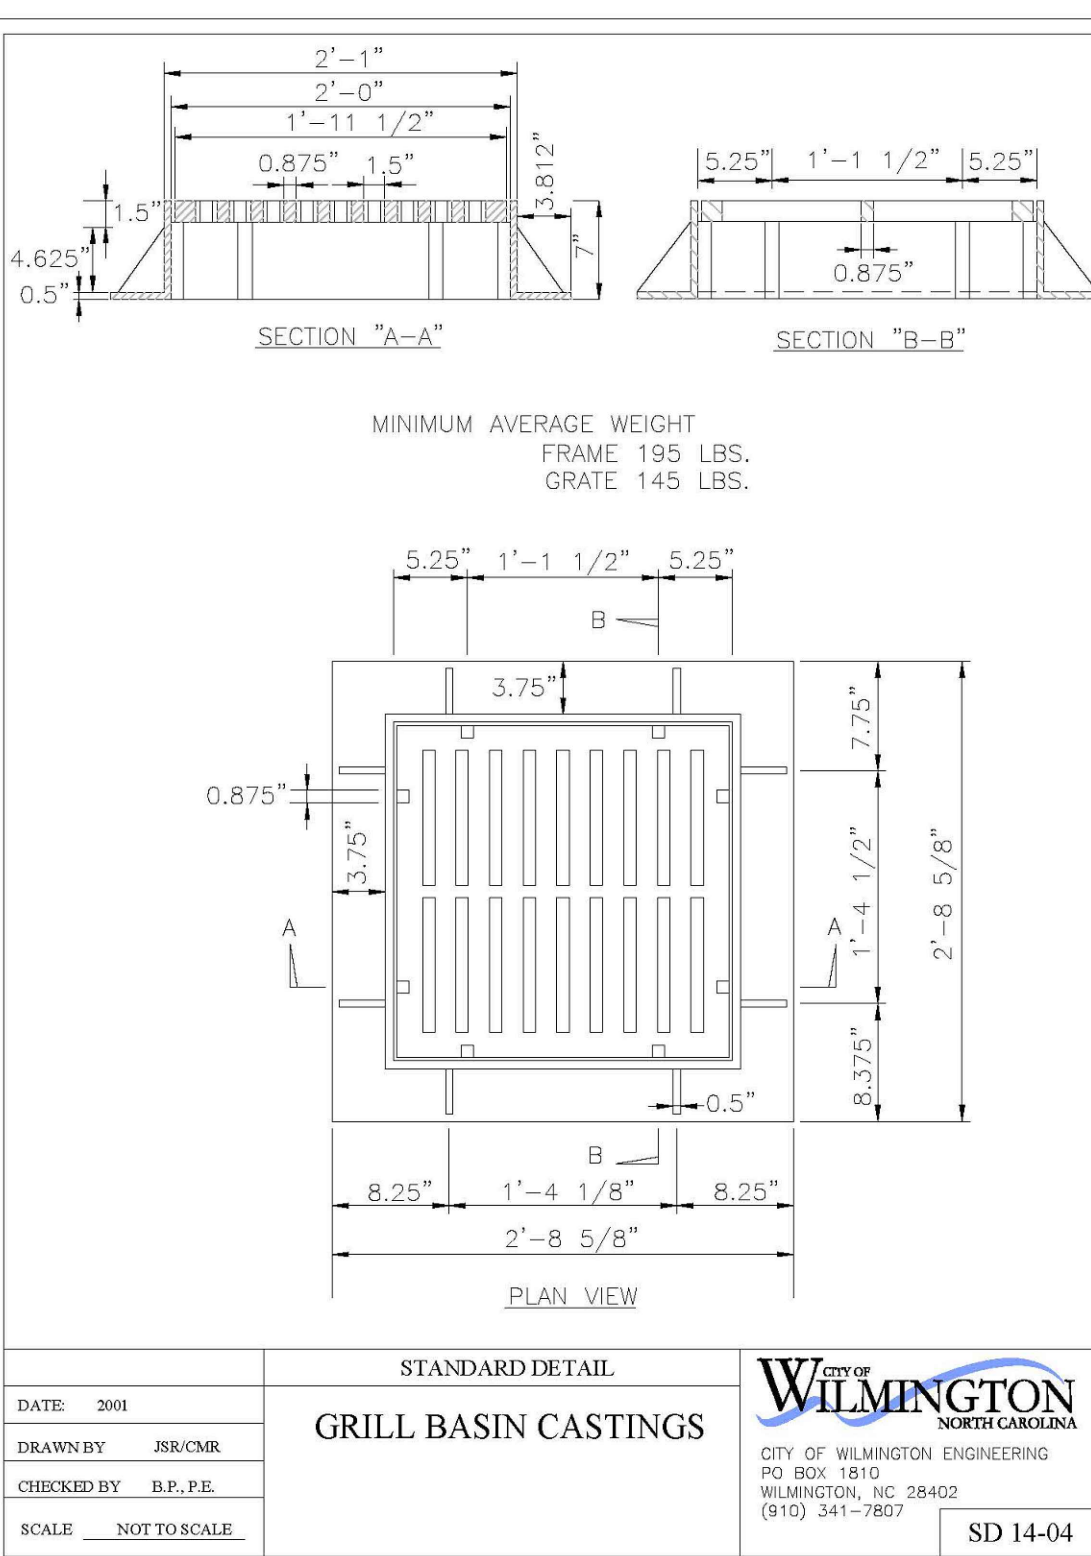 2'-1"
2'-0"
1'-11 1/2"
0.875" 1.5"
3.812"
1.5"
4.625"
0.5"
7"
SECTION "A-A"
5.25" 1'-1 1/2" 5.25"
0.875"
SECTION "B-B"
MINIMUM AVERAGE WEIGHT
FRAME 195 LBS.
GRATE 145 LBS.
5.25" 1'-1 1/2" 5.25"
B
3.75"
7.75"
0.875"
3.75"
1'-4 1/2"
2'-8 5/8"
A
A
8.375"
0.5"
B
8.25" 1'-4 1/8" 8.25"
2'-8 5/8"
PLAN VIEW
STANDARD DETAIL
GRILL BASIN CASTINGS
DATE: 2001
DRAWN BY JSR/CMR
CHECKED BY B.P., P.E.
SCALE NOT TO SCALE
CITY OF
WILMINGTON
NORTH CAROLINA
CITY OF WILMINGTON ENGINEERING
PO BOX 1810
WILMINGTON, NC 28402
(910) 341-7807
SD 14-04